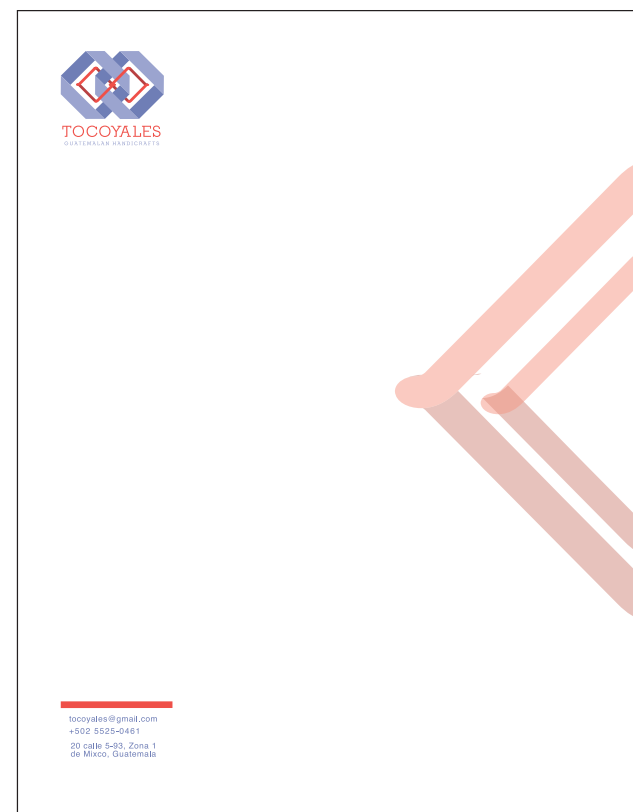 TOCOYALES
GUATEMALAN HANDICRAFTS
tocoyales@gmail.com
+502 5525-0461
20 calle 5-93, Zona 1
de Mixco, Guatemala